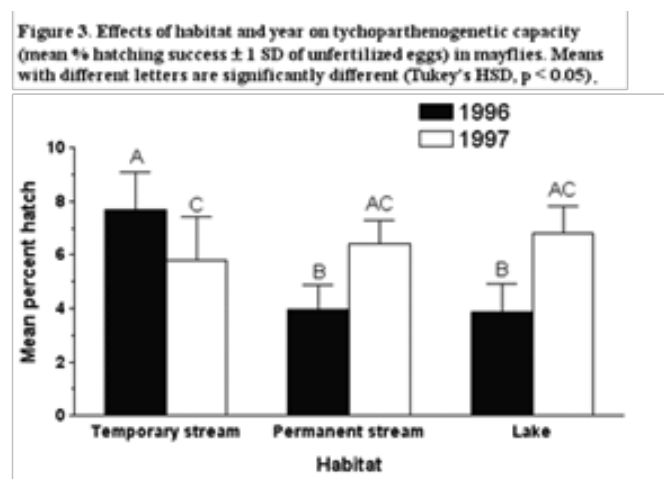 Figure 3. Effects of habitat and year on tychoparthenogenetic capacity
(mean % hatching success ± 1 SD of unfertilized eggs) in mayflies. Means
with different letters are significantly different (Tukey's HSD, p < 0.05).
1996
1997
10
8
6
4
2
0
A
C
B
AC
B
AC
Mean percent hatch
Temporary stream
Permanent stream
Lake
Habitat